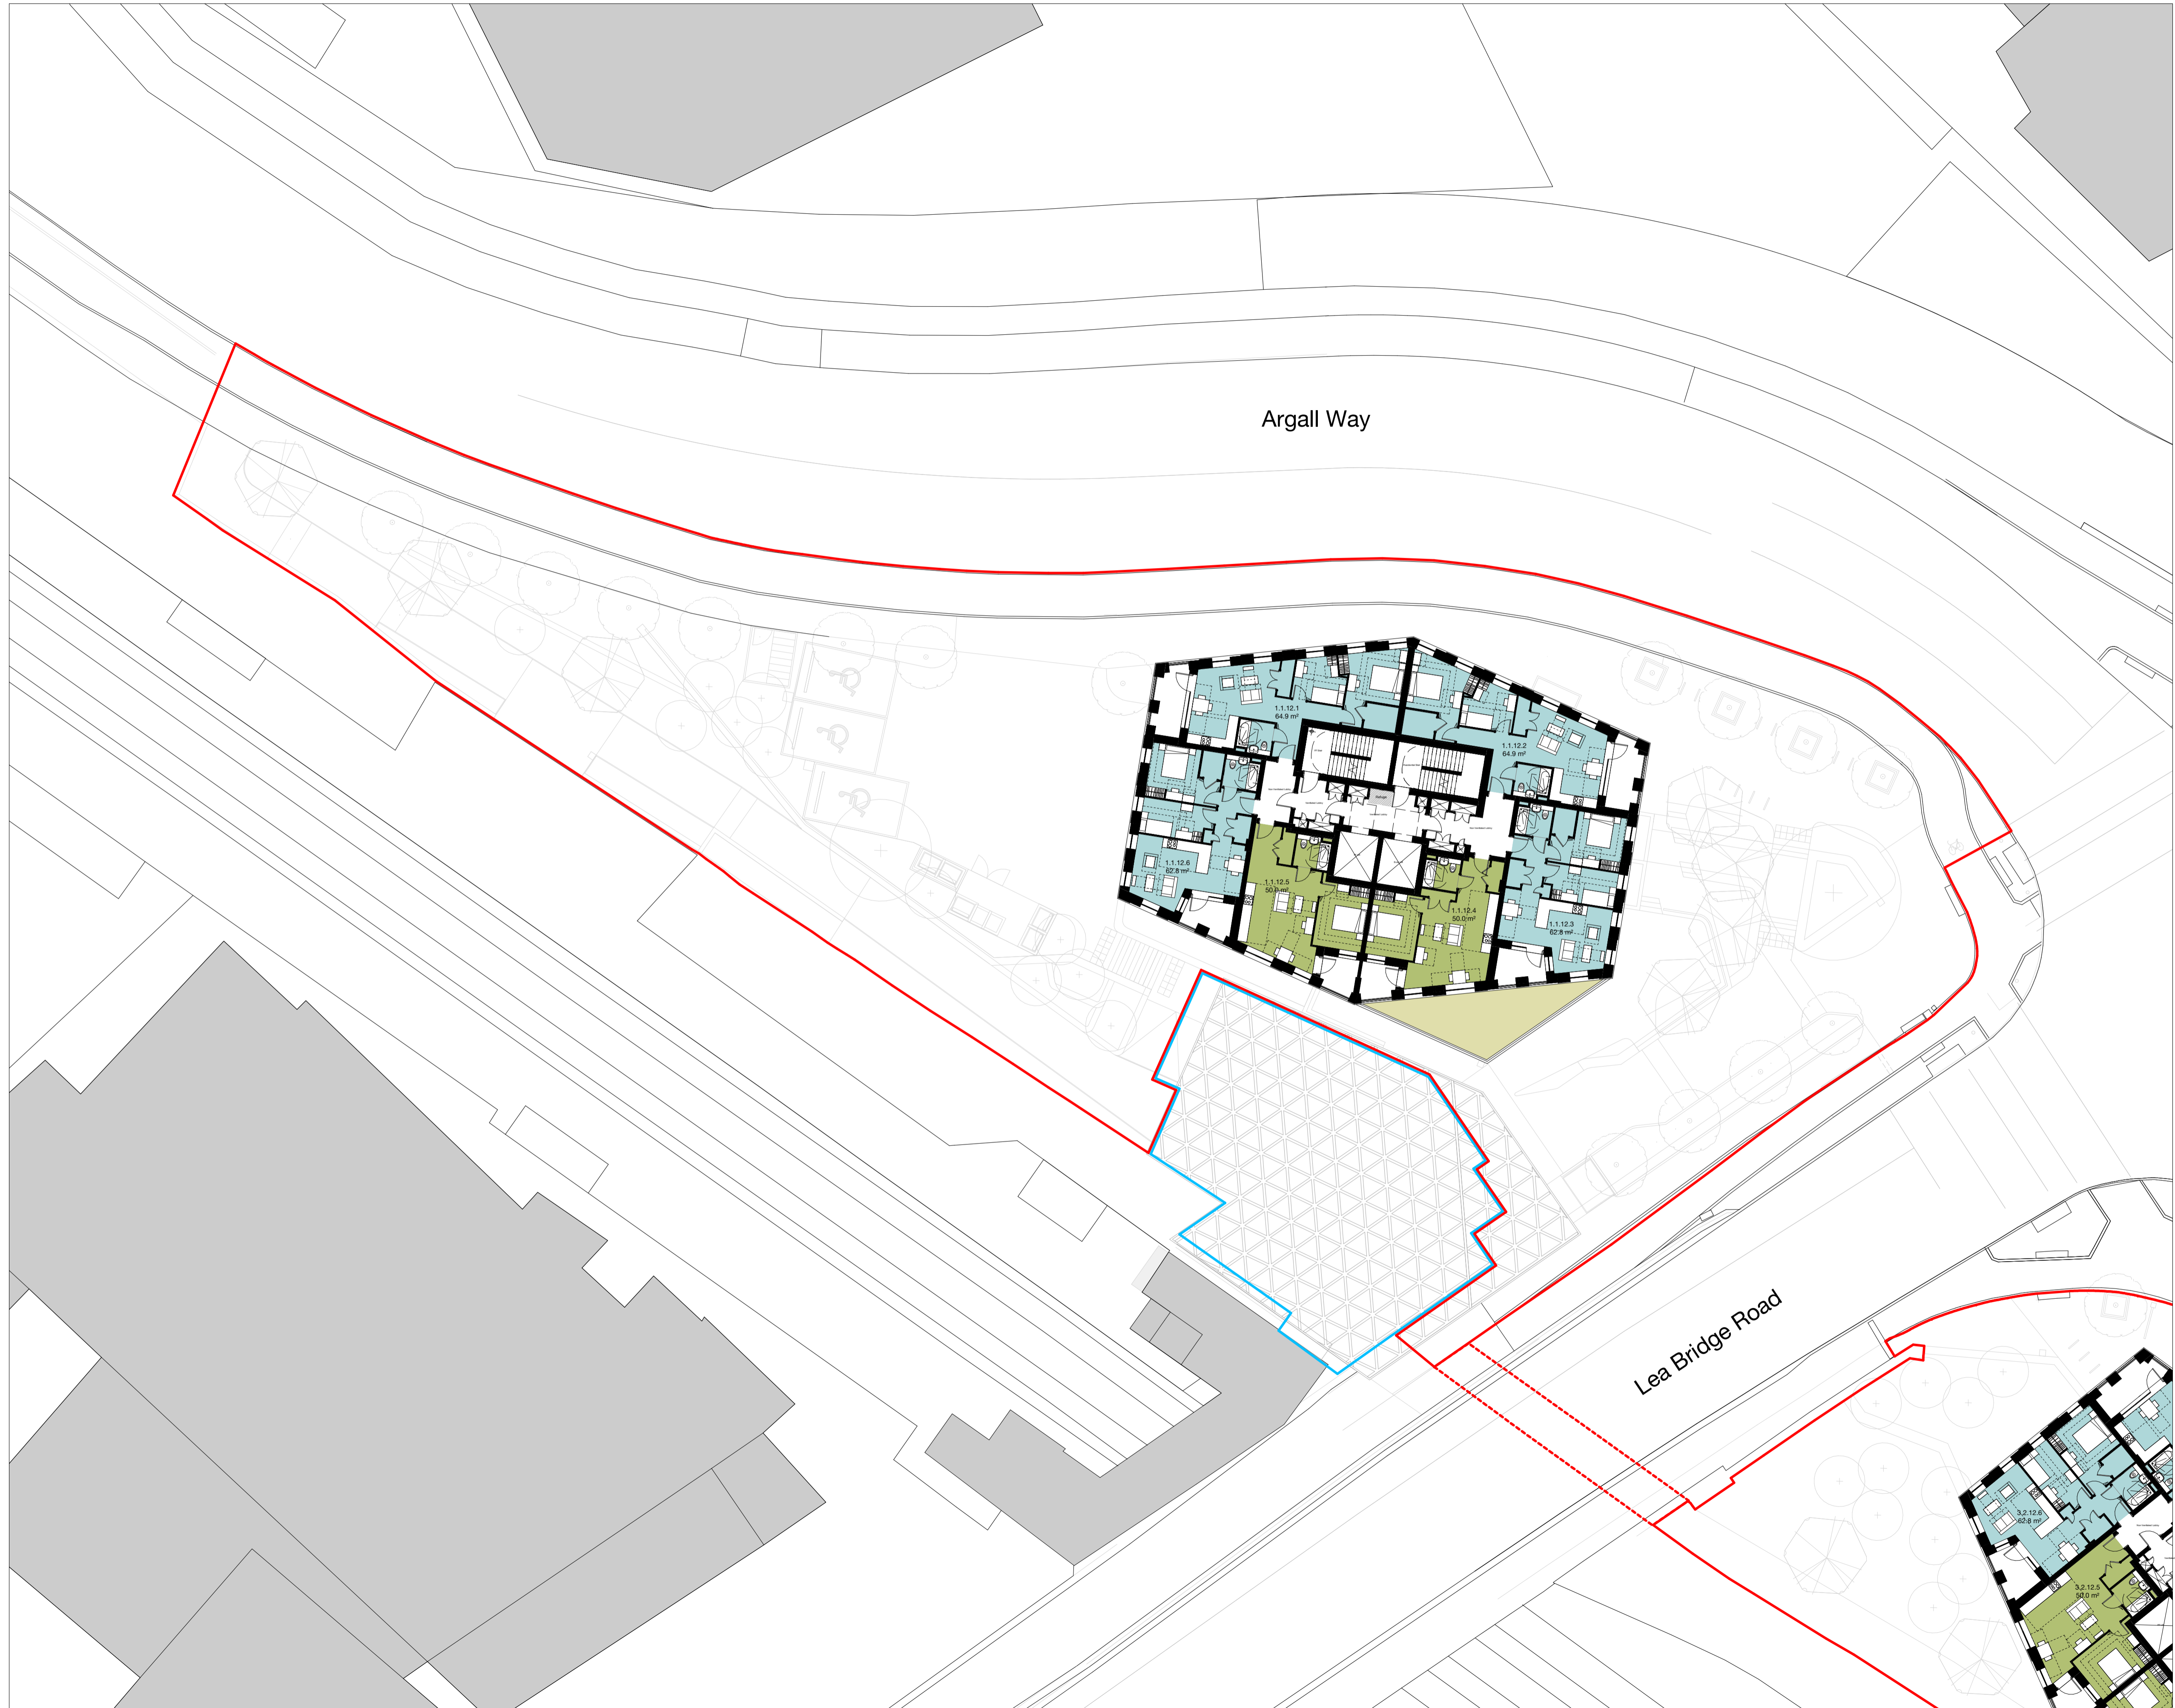 Argall Way
1.1.12.1
64.9 m²
1.1.12.2
64.9 m²
1.1.12.6
62.8 m²
1.1.12.5
50.0 m²
1.1.12.4
50.0 m²
1.1.12.3
62.8 m²
Lea Bridge Road
3.2.12.6
62.8 m²
3.2.12.5
50.0 m²